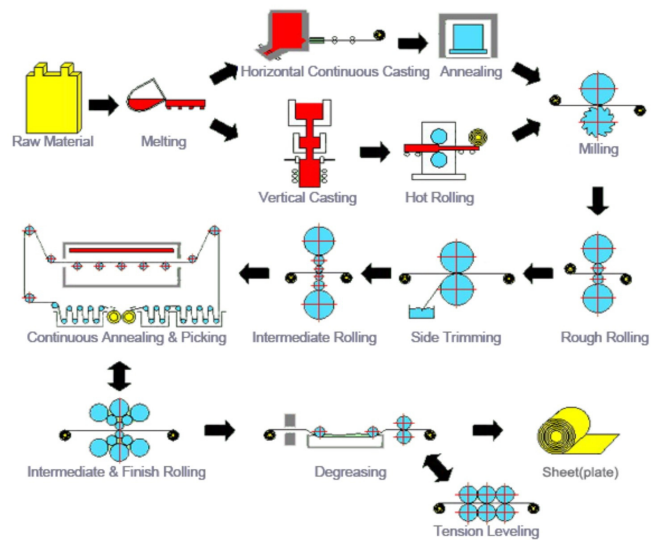 Horizontal Continuous Casting
Annealing
Raw Material
Melting
Milling
Vertical Casting
Hot Rolling
Continuous Annealing & Picking
Intermediate Rolling
Side Trimming
Rough Rolling
Intermediate & Finish Rolling
Degreasing
Sheet(plate)
Tension Leveling